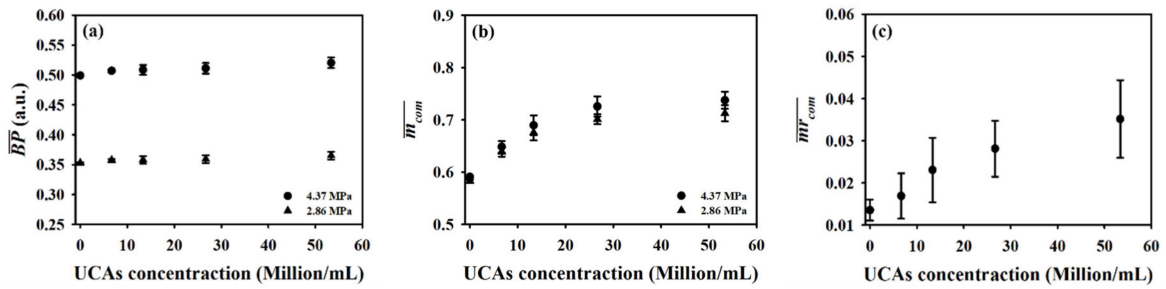 (a)
0.60
0.55
0.50
0.45
0.40
0.35
0.30
0.25
BP (a.u.)
4.37 MPa
2.86 MPa
0 10 20 30 40 50 60
UCAs concentraction (Million/mL)
(b)
0.9
0.8
0.7
0.6
0.5
m_com
4.37 MPa
2.86 MPa
0 10 20 30 40 50 60
UCAs concentraction (Million/mL)
(c)
0.06
0.05
0.04
0.03
0.02
0.01
mr_com
0 10 20 30 40 50 60
UCAs concentraction (Million/mL)